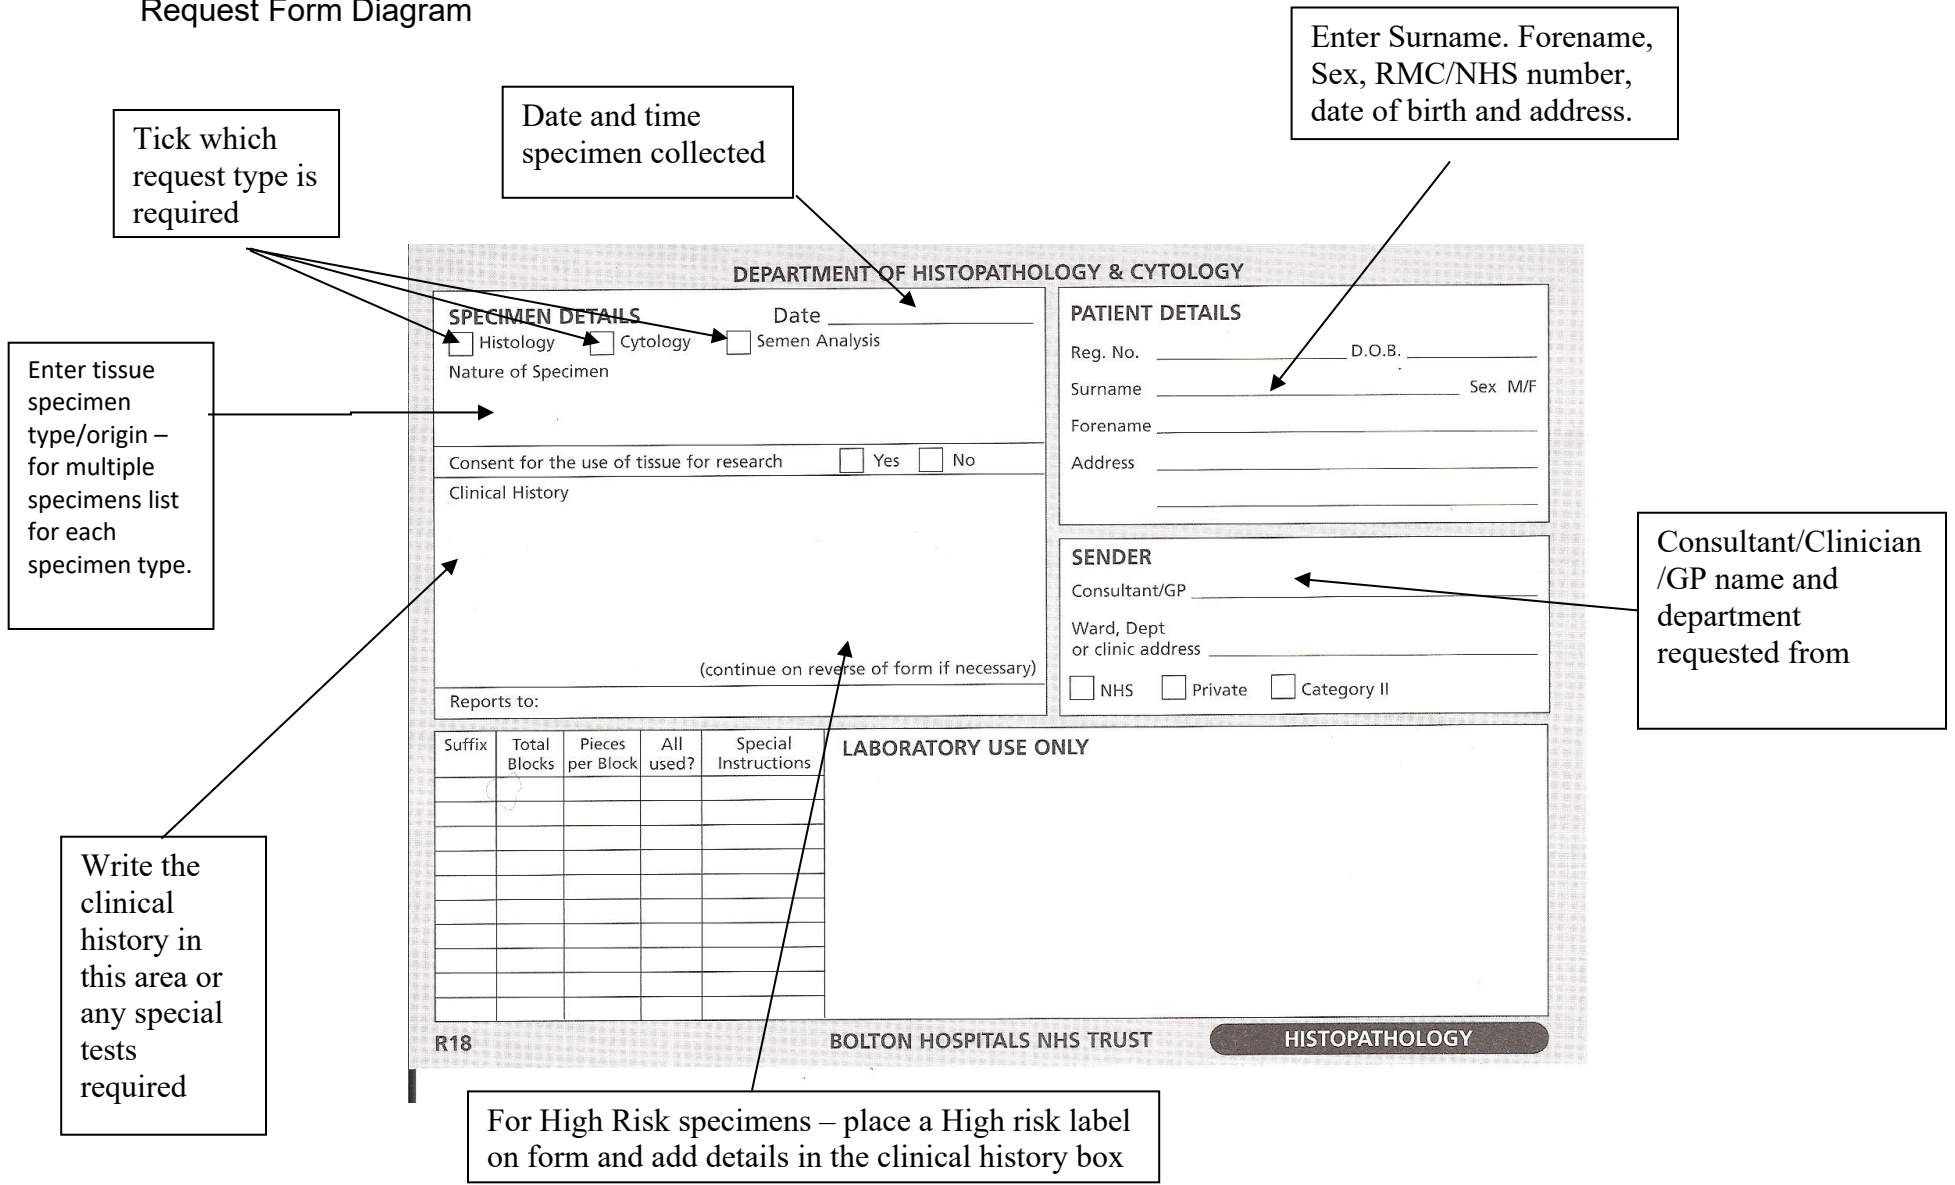 Request Form Diagram
Enter Surname. Forename,
Sex, RMC/NHS number,
date of birth and address.
Date and time
specimen collected
Tick which
request type is
required
Enter tissue
specimen
type/origin –
for multiple
specimens list
for each
specimen type.
Write the
clinical
history in
this area or
any special
tests
required
DEPARTMENT OF HISTOPATHOLOGY & CYTOLOGY
SPECIMEN DETAILS Date
Histology Cytology Semen Analysis
Nature of Specimen
Consent for the use of tissue for research Yes No
Clinical History
(continue on reverse of form if necessary)
Reports to:
PATIENT DETAILS
Reg. No. D.O.B.
Surname Sex M/F
Forename
Address
SENDER
Consultant/GP
Ward, Dept
or clinic address
NHS Private Category II
Consultant/Clinician
/GP name and
department
requested from
Suffix Total Pieces All Special
Blocks per Block used? Instructions
LABORATORY USE ONLY
R18 BOLTON HOSPITALS NHS TRUST HISTOPATHOLOGY
For High Risk specimens – place a High risk label
on form and add details in the clinical history box